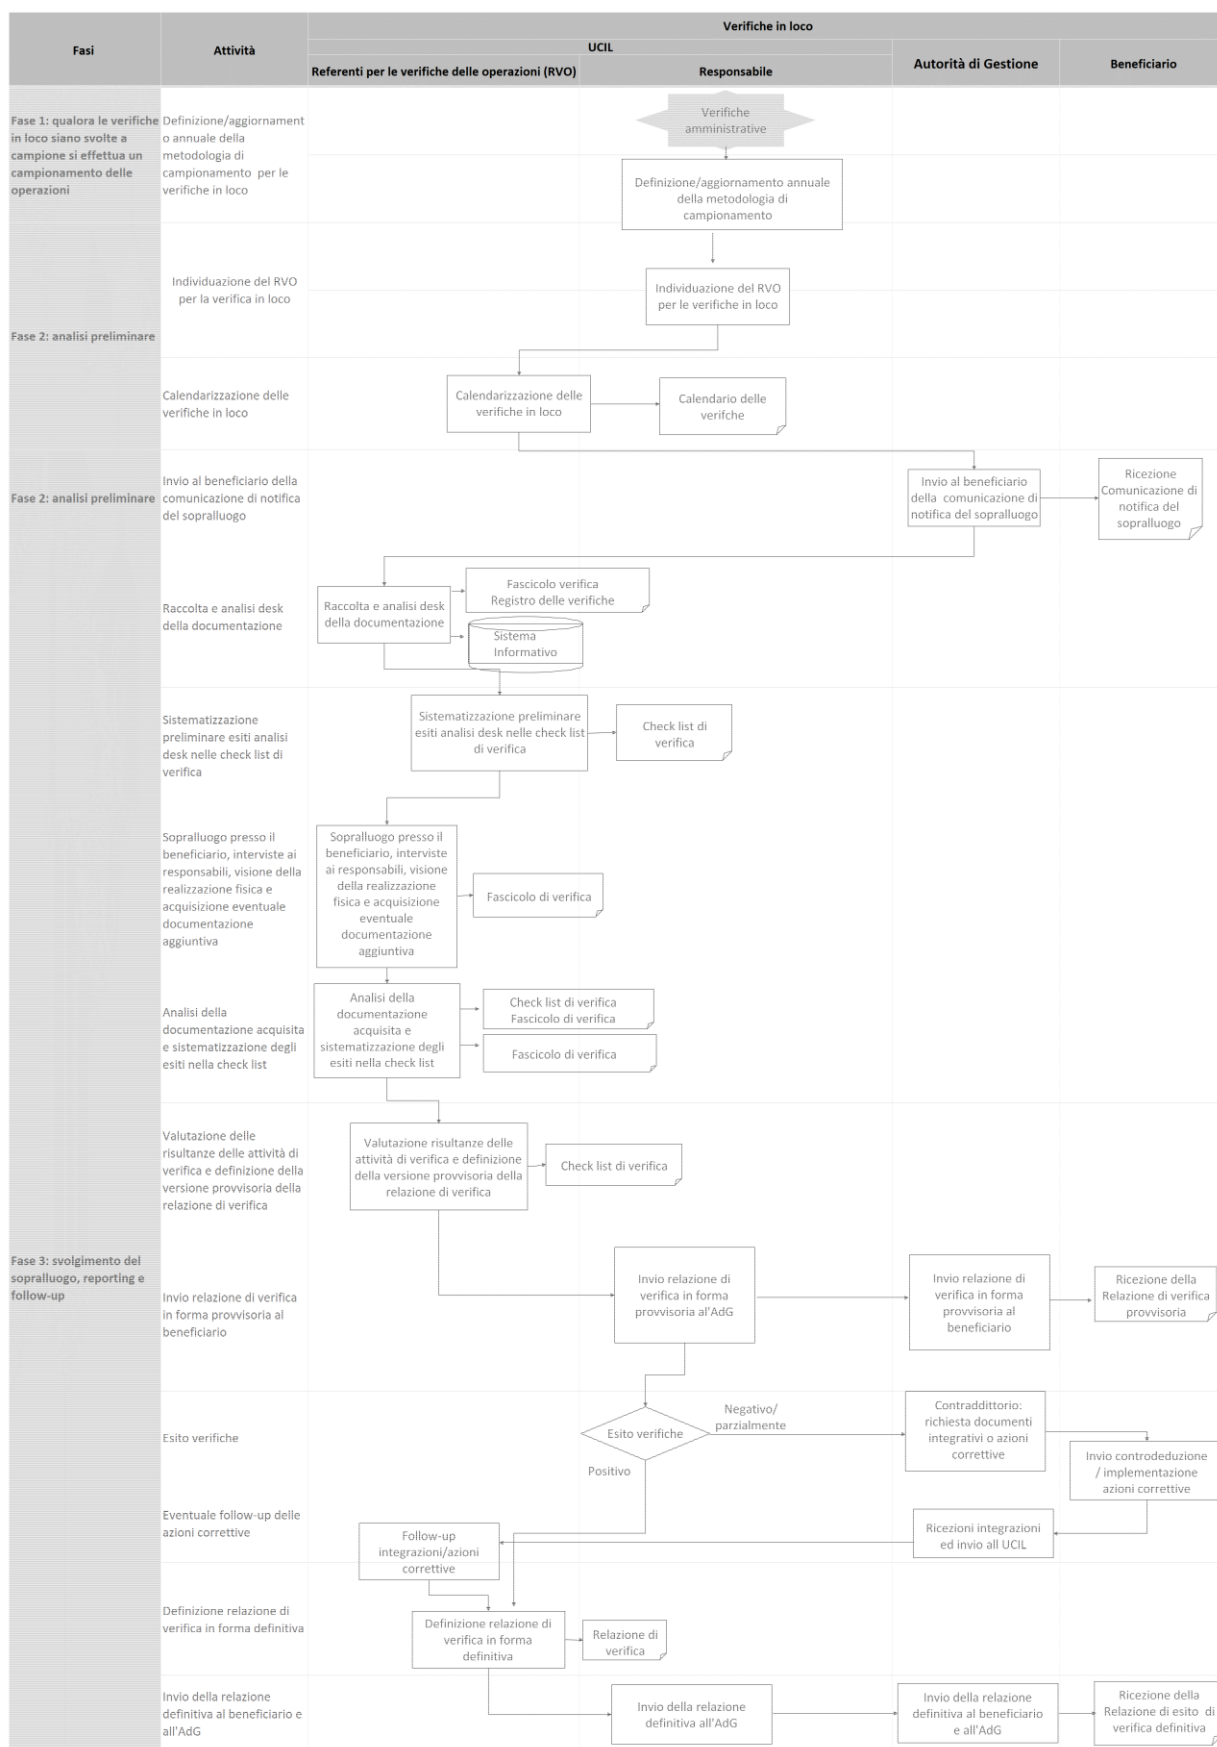 Verifiche in loco
Fasi
Attività
UCIL
Autorità di Gestione
Beneficiario
Referenti per le verifiche delle operazioni (RVO)
Responsabile
Fase 1: qualora le verifiche
in loco siano svolte a
campione si effettua un
campionamento delle
operazioni
Definizione/aggiornament
o annuale della
metodologia di
campionamento per le
verifiche in loco
Verifiche
amministrative
Definizione/aggiornamento annuale
della metodologia di
campionamento
Individuazione del RVO
per la verifica in loco
Individuazione del RVO
per le verifiche in loco
Fase 2: analisi preliminare
Calendarizzazione delle
verifiche in loco
Calendarizzazione delle
verifiche in loco
Calendario delle
verifche
Fase 2: analisi preliminare
Invio al beneficiario della
comunicazione di notifica
del sopralluogo
Invio al beneficiario
della comunicazione di
notifica del sopralluogo
Ricezione
Comunicazione di
notifica del
sopralluogo
Raccolta e analisi desk
della documentazione
Raccolta e analisi desk
della documentazione
Fascicolo verifica
Registro delle verifiche
Sistema
Informativo
Sistematizzazione
preliminare esiti analisi
desk nelle check list di
verifica
Sistematizzazione preliminare
esiti analisi desk nelle check list
di verifica
Check list di
verifica
Sopralluogo presso il
beneficiario, interviste ai
responsabili, visione della
realizzazione fisica e
acquisizione eventuale
documentazione
aggiuntiva
Sopralluogo presso il
beneficiario, interviste
ai responsabili, visione
della realizzazione
fisica e acquisizione
eventuale
documentazione
aggiuntiva
Fascicolo di verifica
Analisi della
documentazione acquisita
e sistematizzazione degli
esiti nella check list
Analisi della
documentazione
acquisita e
sistematizzazione degli
esiti nella check list
Check list di verifica
Fascicolo di verifica
Fascicolo di verifica
Valutazione delle
risultanze delle attività di
verifica e definizione della
versione provvisoria della
relazione di verifica
Valutazione risultanze delle
attività di verifica e definizione
della versione provvisoria della
relazione di verifica
Check list di verifica
Fase 3: svolgimento del
sopralluogo, reporting e
follow-up
Invio relazione di verifica
in forma provvisoria al
beneficiario
Invio relazione di
verifica in forma
provvisoria al'AdG
Invio relazione di
verifica in forma
provvisoria al
beneficiario
Ricezione della
Relazione di verifica
provvisoria
Esito verifiche
Esito verifiche
Negativo/
parzialmente
Positivo
Contraddittorio:
richiesta documenti
integrativi o azioni
correttive
Invio controdeduzione
/ implementazione
azioni correttive
Eventuale follow-up delle
azioni correttive
Follow-up
integrazioni/azioni
correttive
Ricezioni integrazioni
ed invio all UCIL
Definizione relazione di
verifica in forma definitiva
Definizione relazione di
verifica in forma
definitiva
Relazione di
verifica
Invio della relazione
definitiva al beneficiario e
all'AdG
Invio della relazione
definitiva all'AdG
Invio della relazione
definitiva al beneficiario
e all'AdG
Ricezione della
Relazione di esito di
verifica definitiva